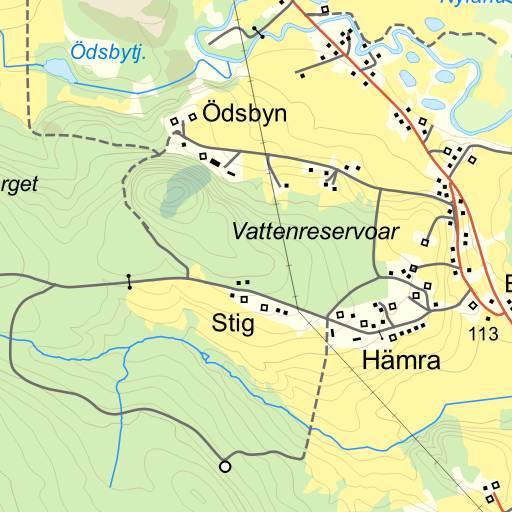 Ödsbytj.
Ödsbyn
rget
Vattenreservoar
Stig
113
Hämra